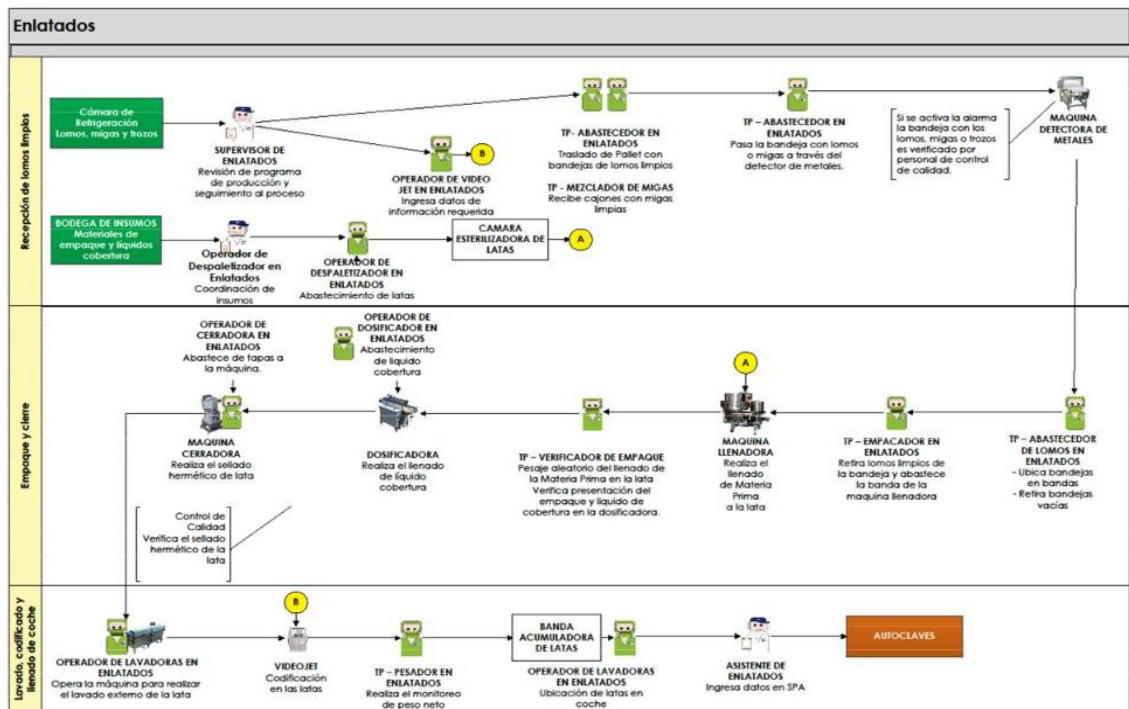 Enlatados
Recepción de lomos limpios
Cámara de
Refrigeración
Lomos, migas y trozos
SUPERVISOR DE
ENLATADOS
Revisión de programa
de producción y
seguimiento al proceso
B
OPERADOR DE VIDEO
JET EN ENLATADOS
Ingresa datos de
información requerida
TP- ABASTECEDOR EN
ENLATADOS
Traslado de Pallet con
bandejas de lomos limpios
TP - MEZCLADOR DE MIGAS
Recibe cajones con migas
limpias
TP – ABASTECEDOR EN
ENLATADOS
Pasa la bandeja con lomos
o migas a través del
detector de metales.
Si se activa la alarma
la bandeja con los
lomos, migas o trozos
es verificado por
personal de control
de calidad.
MAQUINA
DETECTORA DE
METALES
BODEGA DE INSUMOS
Materiales de
empaque y líquidos
cobertura
Operador de
Despaletizador en
Enlatados
Coordinación de
insumos
OPERADOR DE
DESPALETIZADOR EN
ENLATADOS
Abastecimiento de latas
CAMARA
ESTERILIZADORA DE
LATAS
A
Empaque y cierre
OPERADOR DE
CERRADORA EN
ENLATADOS
Abastece de tapas a
la máquina.
OPERADOR DE
DOSIFICADOR EN
ENLATADOS
Abastecimiento
de líquido
cobertura
A
MAQUINA
CERRADORA
Realiza el sellado
hermético de lata
DOSIFICADORA
Realiza el llenado
de líquido
cobertura
TP – VERIFICADOR DE EMPAQUE
Pesaje aleatorio del llenado de
la Materia Prima en la lata
Verifica presentación del
empaque y liquido de
cobertura en la dosificadora.
MAQUINA
LLENADORA
Realiza el
llenado
de Materia
Prima
a la lata
TP – EMPACADOR EN
ENLATADOS
Retira lomos limpios de
la bandeja y abastece
la banda de la
maquina llenadora
TP – ABASTECEDOR
DE LOMOS EN
ENLATADOS
- Ubica bandejas
en bandas
- Retira bandejas
vacías
Control de
Calidad
Verifica el sellado
hermético de la
lata
Lavado, codificado y
llenado de coche
OPERADOR DE LAVADORAS EN
ENLATADOS
Opera la máquina para realizar
el lavado externo de la lata
B
VIDEOJET
Codificación
en las latas
TP – PESADOR EN
ENLATADOS
Realiza el monitoreo
de peso neto
BANDA
ACUMULADORA
DE LATAS
OPERADOR DE LAVADORAS
EN ENLATADOS
Ubicación de latas en
coche
ASISTENTE DE
ENLATADOS
Ingresa datos en SPA
AUTOCLAVES